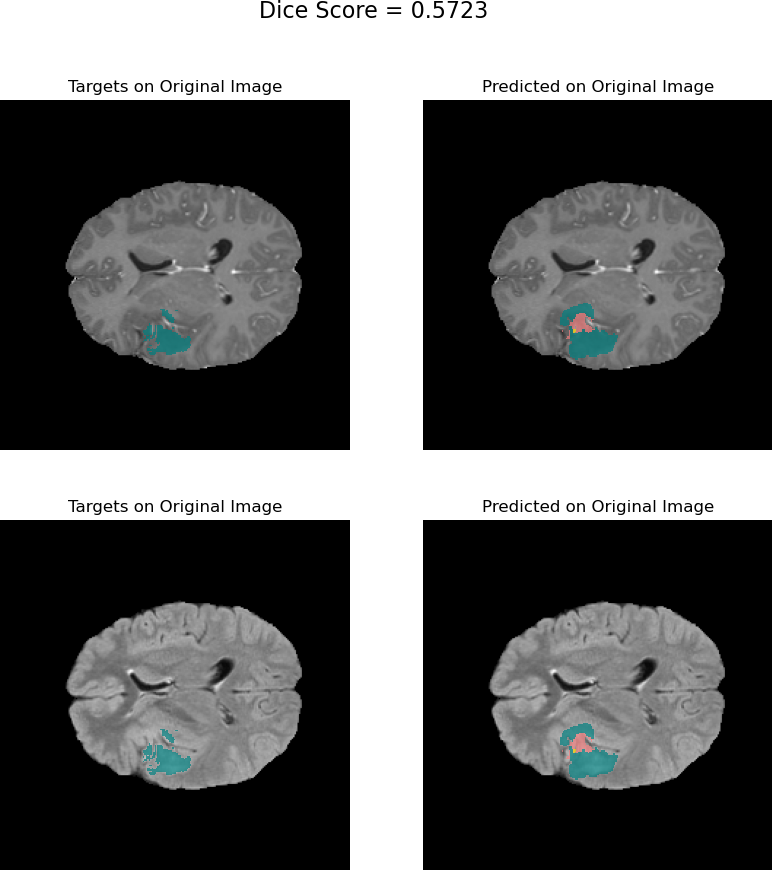 Dice Score = 0.5723
Targets on Original Image
Predicted on Original Image
Targets on Original Image
Predicted on Original Image